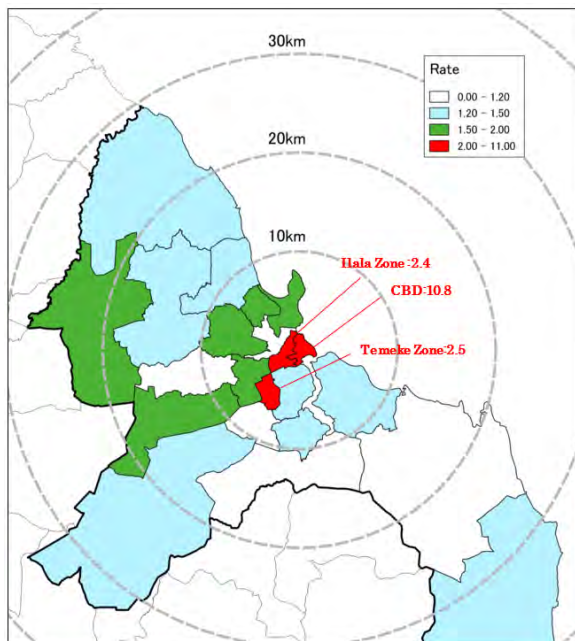 30km
Rate
0.00 - 1.20
1.20 - 1.50
1.50 - 2.00
2.00 - 11.00
20km
10km
Hala Zone :2.4
CBD:10.8
Temeke Zone:2.5